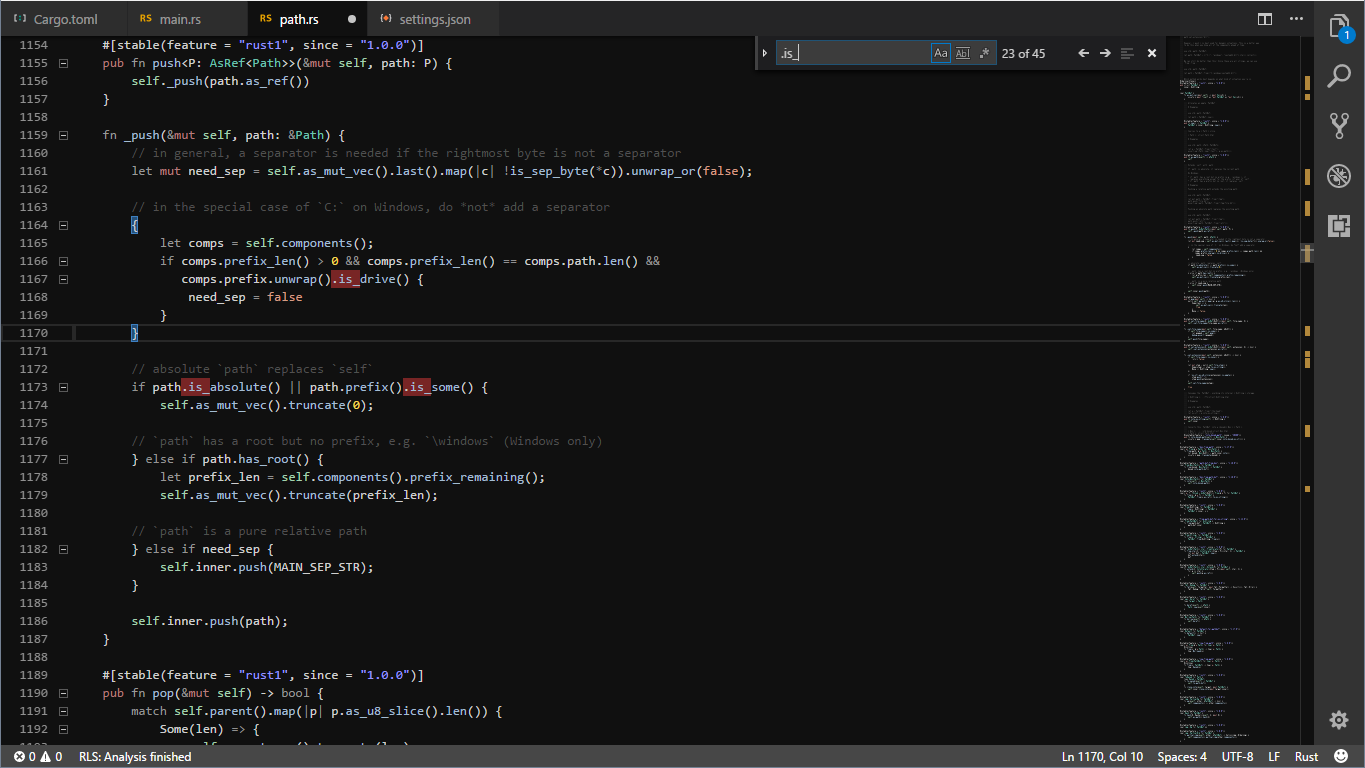 Cargo.toml
RS main.rs
RS path.rs
settings.json
.is_
Aa Abl .*
23 of 45
1
1154 #[stable(feature = "rust1", since = "1.0.0")]
1155 pub fn push<P: AsRef<Path>>(&mut self, path: P) {
1156 self._push(path.as_ref())
1157 }
1158
1159 fn _push(&mut self, path: &Path) {
1160 // in general, a separator is needed if the rightmost byte is not a separator
1161 let mut need_sep = self.as_mut_vec().last().map(|c| !is_sep_byte(*c)).unwrap_or(false);
1162
1163 // in the special case of `C:` on Windows, do *not* add a separator
1164 {
1165 let comps = self.components();
1166 if comps.prefix_len() > 0 && comps.prefix_len() == comps.path.len() &&
1167 comps.prefix.unwrap().is_drive() {
1168 need_sep = false
1169 }
1170 }
1171
1172 // absolute `path` replaces `self`
1173 if path.is_absolute() || path.prefix().is_some() {
1174 self.as_mut_vec().truncate(0);
1175
1176 // `path` has a root but no prefix, e.g. `\windows` (Windows only)
1177 } else if path.has_root() {
1178 let prefix_len = self.components().prefix_remaining();
1179 self.as_mut_vec().truncate(prefix_len);
1180
1181 // `path` is a pure relative path
1182 } else if need_sep {
1183 self.inner.push(MAIN_SEP_STR);
1184 }
1185
1186 self.inner.push(path);
1187 }
1188
1189 #[stable(feature = "rust1", since = "1.0.0")]
1190 pub fn pop(&mut self) -> bool {
1191 match self.parent().map(|p| p.as_u8_slice().len()) {
1192 Some(len) => {
0 0 RLS: Analysis finished
Ln 1170, Col 10 Spaces: 4 UTF-8 LF Rust